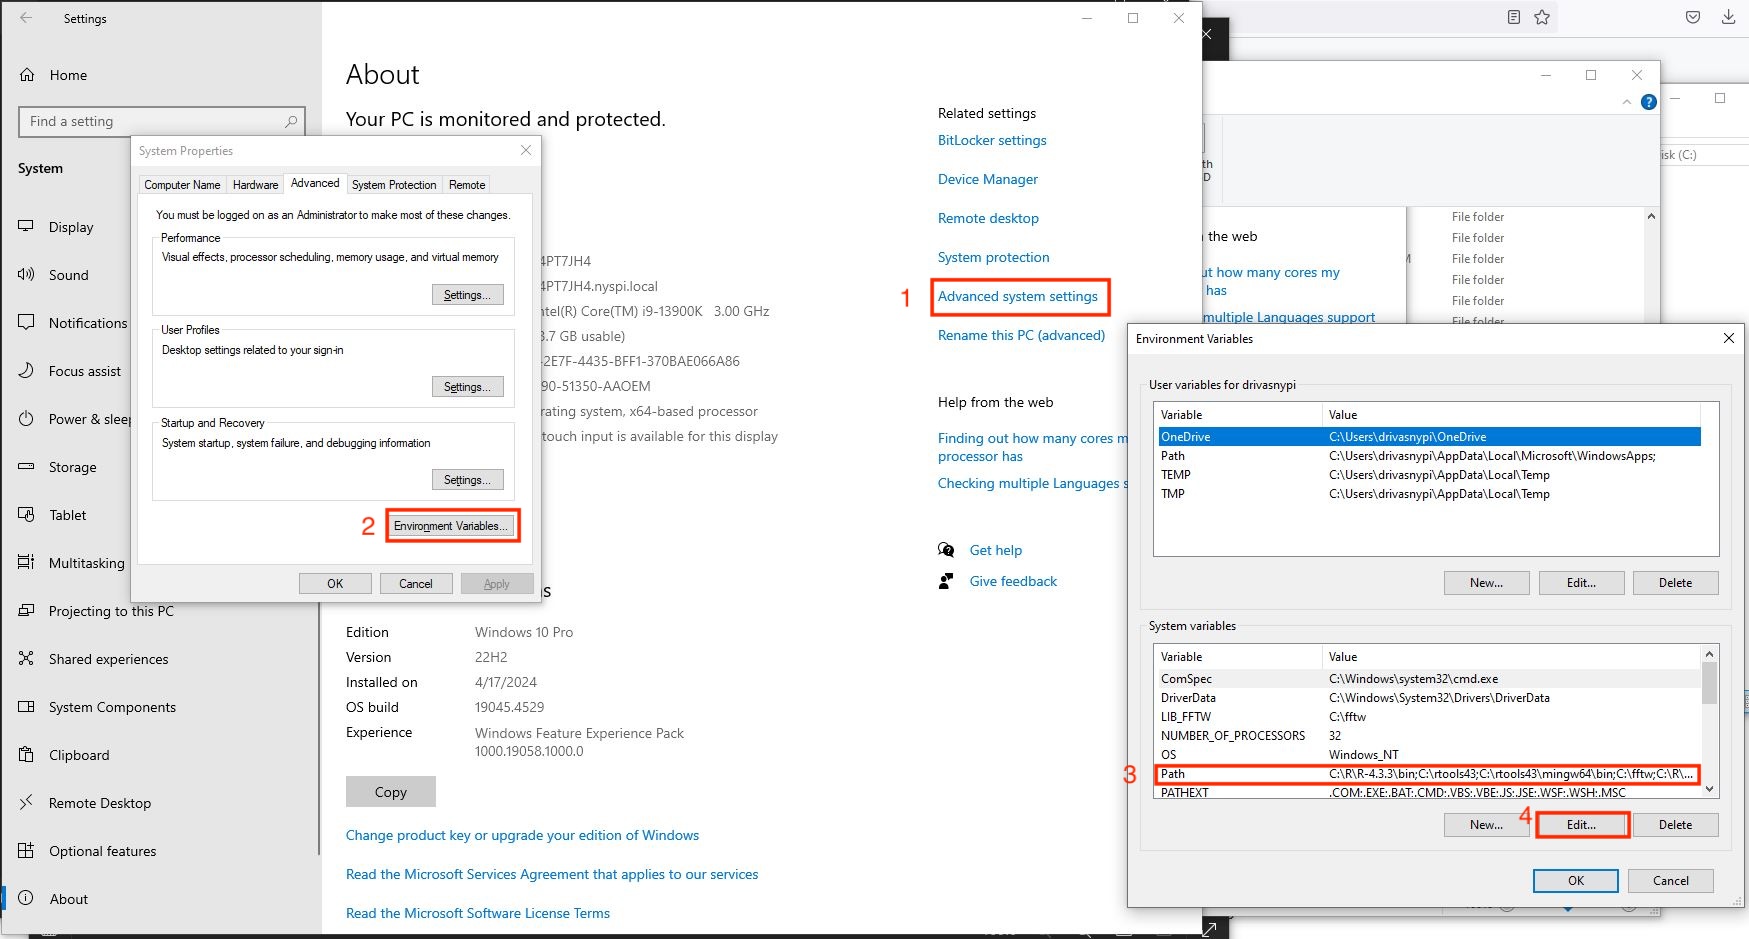 Settings
Home
Find a setting
System
Display
Sound
Notifications
Focus assist
Power & slee
Storage
Tablet
Multitasking
Projecting to this PC
Shared experiences
System Components
Clipboard
Remote Desktop
Optional features
About
About
Your PC is monitored and protected.
4PT7JH4
4PT7JH4.nyspi.local
ntel(R) Core(TM) i9-13900K 3.00 GHz
3.7 GB usable)
-2E7F-4435-BFF1-370BAE066A86
90-51350-AAOEM
rating system, x64-based processor
touch input is available for this display
s
Edition Windows 10 Pro
Version 22H2
Installed on 4/17/2024
OS build 19045.4529
Experience Windows Feature Experience Pack
1000.19058.1000.0
Copy
Change product key or upgrade your edition of Windows
Read the Microsoft Services Agreement that applies to our services
Read the Microsoft Software License Terms
System Properties
Computer Name Hardware Advanced System Protection Remote
You must be logged on as an Administrator to make most of these changes.
Performance
Visual effects, processor scheduling, memory usage, and virtual memory
Settings...
User Profiles
Desktop settings related to your sign-in
Settings...
Startup and Recovery
System startup, system failure, and debugging information
Settings...
2 Environment Variables...
OK Cancel Apply
Related settings
BitLocker settings
Device Manager
Remote desktop
System protection
1 Advanced system settings
Rename this PC (advanced)
Help from the web
Finding out how many cores m
processor has
Checking multiple Languages s
Get help
Give feedback
isk (C:)
th
D
the web
ut how many cores my
has
multiple Languages support
File folder
File folder
File folder
File folder
File folder
File folder
Environment Variables
User variables for drivasnypi
Variable Value
OneDrive C:\Users\drivasnypi\OneDrive
Path C:\Users\drivasnypi\AppData\Local\Microsoft\WindowsApps;
TEMP C:\Users\drivasnypi\AppData\Local\Temp
TMP C:\Users\drivasnypi\AppData\Local\Temp
New... Edit... Delete
System variables
Variable Value
ComSpec C:\Windows\system32\cmd.exe
DriverData C:\Windows\System32\Drivers\DriverData
LIB_FFTW C:\fftw
NUMBER_OF_PROCESSORS 32
OS Windows_NT
3 Path C:\R\R-4.3.3\bin;C:\rtools43;C:\rtools43\mingw64\bin;C:\fftw;C:\R\...
PATHEXT .COM;.EXE;.BAT;.CMD;.VBS;.VBE;.JS;.JSE;.WSF;.WSH;.MSC
New... 4 Edit... Delete
OK Cancel